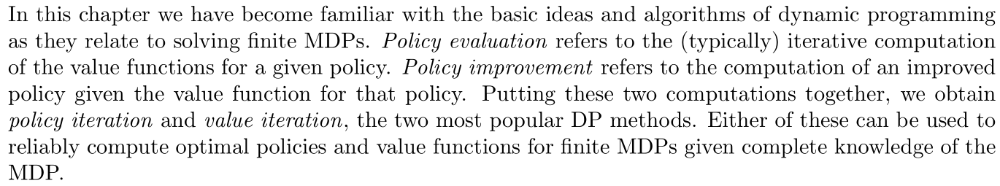 In this chapter we have become familiar with the basic ideas and algorithms of dynamic programming
as they relate to solving finite MDPs. Policy evaluation refers to the (typically) iterative computation
of the value functions for a given policy. Policy improvement refers to the computation of an improved
policy given the value function for that policy. Putting these two computations together, we obtain
policy iteration and value iteration, the two most popular DP methods. Either of these can be used to
reliably compute optimal policies and value functions for finite MDPs given complete knowledge of the
MDP.